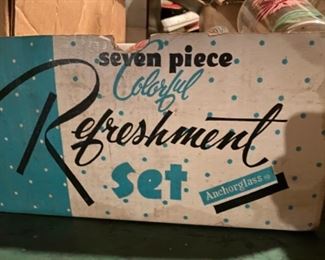 seven piece
Colorful
Refreshment
Set
Anchorglass